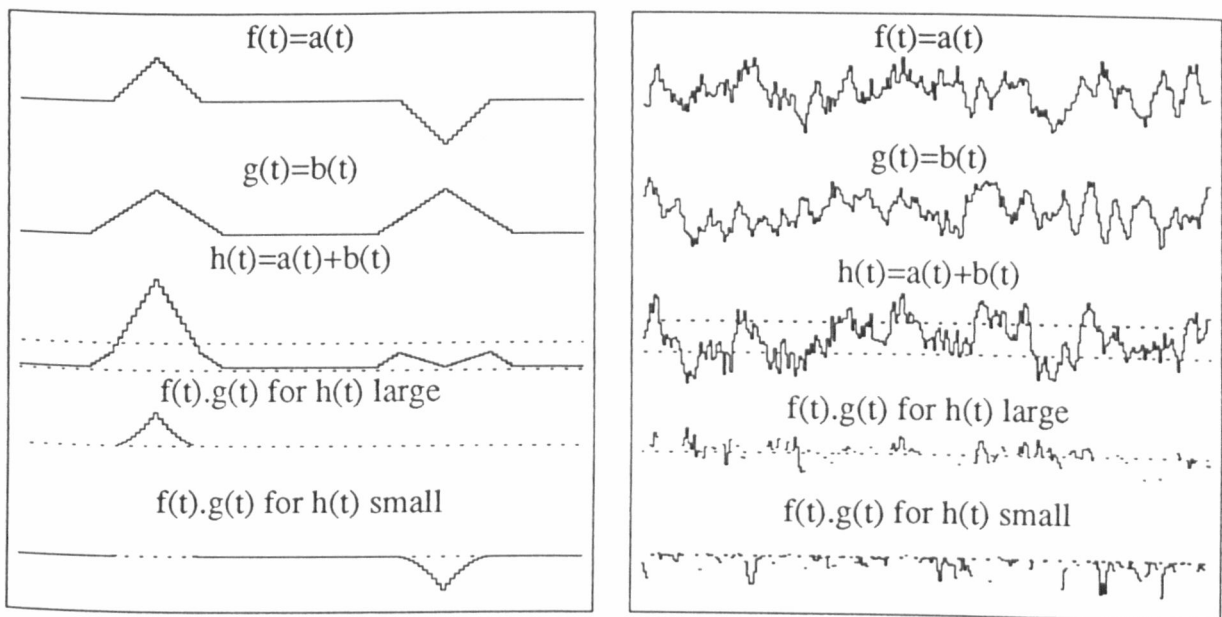 f(t)=a(t)
g(t)=b(t)
h(t)=a(t)+b(t)
f(t).g(t) for h(t) large
f(t).g(t) for h(t) small
f(t)=a(t)
g(t)=b(t)
h(t)=a(t)+b(t)
f(t).g(t) for h(t) large
f(t).g(t) for h(t) small